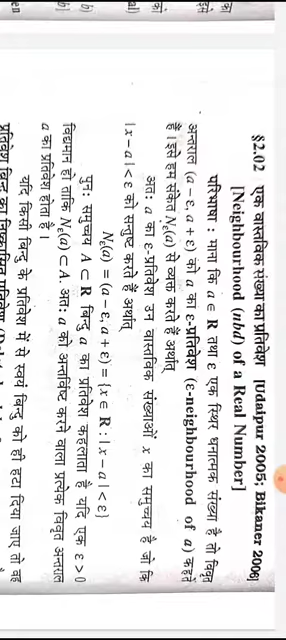 §2.02 एक वास्तविक संख्या का प्रतिवेश [Udaipur 2005; Bikaner 2006]
[Neighbourhood (nbd) of a Real Number]
परिभाषा : माना कि a ∈ R तथा ε एक स्थिर धनात्मक संख्या है तो विवृत
अन्तराल (a – ε, a + ε) को a का ε-प्रतिवेश (ε-neighbourhood of a) कहते
हैं। इसे हम संकेत Nε(a) से व्यक्त करते हैं अर्थात्
Nε(a) = (a – ε, a + ε) = {x ∈ R : | x – a | < ε}
अतः a का ε-प्रतिवेश उन वास्तविक संख्याओं x का समुच्चय है जो कि
| x – a | < ε को सन्तुष्ट करते हैं अर्थात्
पुनः समुच्चय A ⊂ R बिन्दु a का प्रतिवेश कहलाता है यदि एक ε > 0
विद्यमान हो ताकि Nε(a) ⊂ A. अतः a को अन्तर्विष्ट करने वाला प्रत्येक विवृत अन्तराल
a का प्रतिवेश होता है।
यदि किसी बिन्दु के प्रतिवेश में से स्वयं बिन्दु को ही हटा दिया जाए तो वह